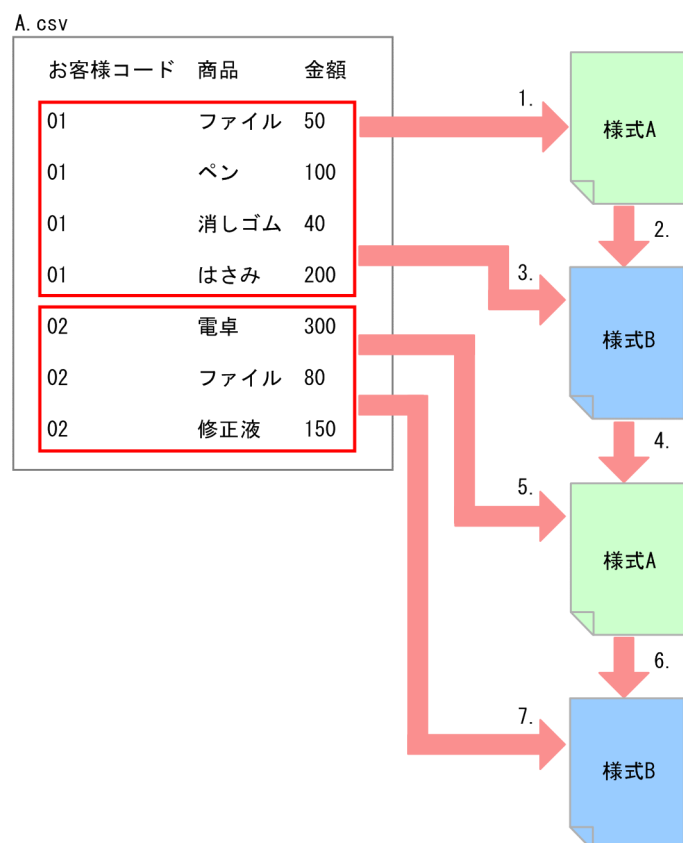 A.csv
お客様コード 商品 金額
01 ファイル 50
01 ペン 100
01 消しゴム 40
01 はさみ 200
02 電卓 300
02 ファイル 80
02 修正液 150
1.
様式A
2.
3.
様式B
4.
5.
様式A
6.
7.
様式B